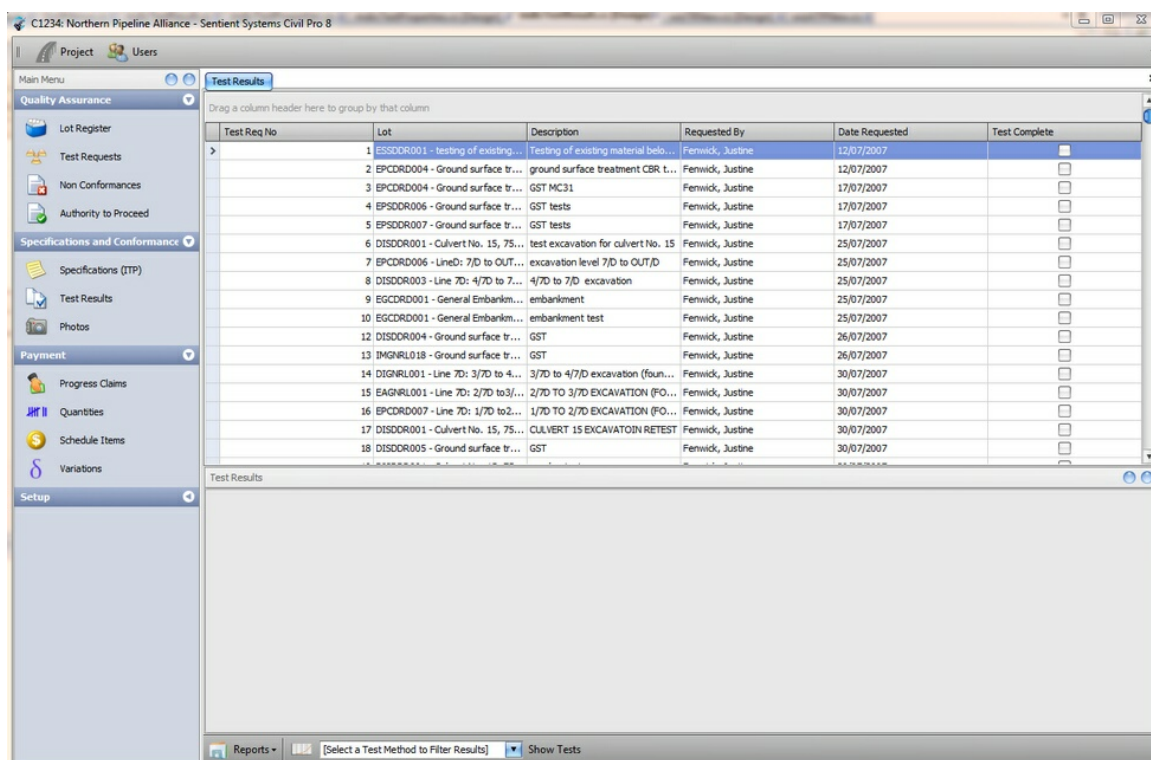 C1234: Northern Pipeline Alliance - Sentient Systems Civil Pro 8
Project Users
Main Menu
Quality Assurance
Lot Register
Test Requests
Non Conformances
Authority to Proceed
Specifications and Conformance
Specifications (ITP)
Test Results
Photos
Payment
Progress Claims
Quantities
Schedule Items
Variations
Setup
Test Results
Drag a column header here to group by that column
Test Req No Lot Description Requested By Date Requested Test Complete
1 ESSDDR001 - testing of existing... Testing of existing material belo... Fenwick, Justine 12/07/2007
2 EPCDRD004 - Ground surface tr... ground surface treatment CBR t... Fenwick, Justine 12/07/2007
3 EPCDRD004 - Ground surface tr... GST MC31 Fenwick, Justine 17/07/2007
4 EPSDDR006 - Ground surface tr... GST tests Fenwick, Justine 17/07/2007
5 EPSDDR007 - Ground surface tr... GST tests Fenwick, Justine 17/07/2007
6 DISDDR001 - Culvert No. 15, 75... test excavation for culvert No. 15 Fenwick, Justine 25/07/2007
7 EPCDRD006 - LineD: 7/D to OUT... excavation level 7/D to OUT/D Fenwick, Justine 25/07/2007
8 DISDDR003 - Line 7D: 4/7D to 7... 4/7D to 7/D excavation Fenwick, Justine 25/07/2007
9 EGCDRD001 - General Embankm... embankment Fenwick, Justine 25/07/2007
10 EGCDRD001 - General Embankm... embankment test Fenwick, Justine 25/07/2007
12 DISDDR004 - Ground surface tr... GST Fenwick, Justine 26/07/2007
13 IMGNRL018 - Ground surface tr... GST Fenwick, Justine 26/07/2007
14 DIGNRL001 - Line 7D: 3/7D to 4... 3/7D to 4/7/D excavation (foun... Fenwick, Justine 30/07/2007
15 EAGNRL001 - Line 7D: 2/7D to3/... 2/7D TO 3/7D EXCAVATION (FO... Fenwick, Justine 30/07/2007
16 EPCDRD007 - Line 7D: 1/7D to2... 1/7D TO 2/7D EXCAVATION (FO... Fenwick, Justine 30/07/2007
17 DISDDR001 - Culvert No. 15, 75... CULVERT 15 EXCAVATOIN RETEST Fenwick, Justine 30/07/2007
18 DISDDR005 - Ground surface tr... GST Fenwick, Justine 30/07/2007
Test Results
Reports [Select a Test Method to Filter Results] Show Tests